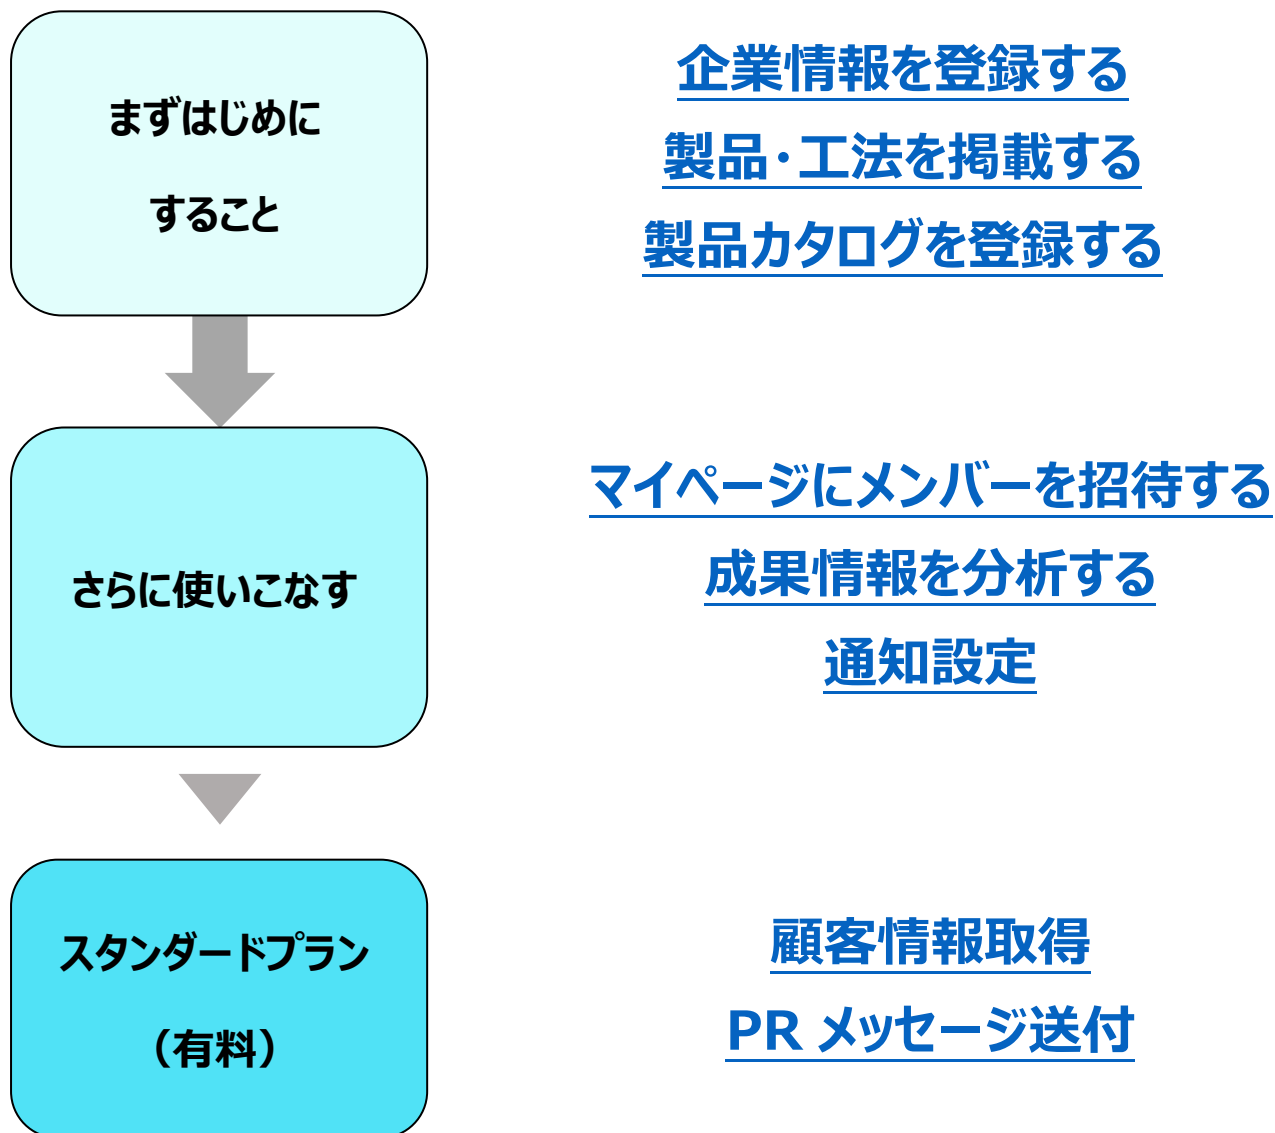 まずはじめに
すること
企業情報を登録する
製品・工法を掲載する
製品カタログを登録する
さらに使いこなす
マイページにメンバーを招待する
成果情報を分析する
通知設定
スタンダードプラン
（有料）
顧客情報取得
PR メッセージ送付